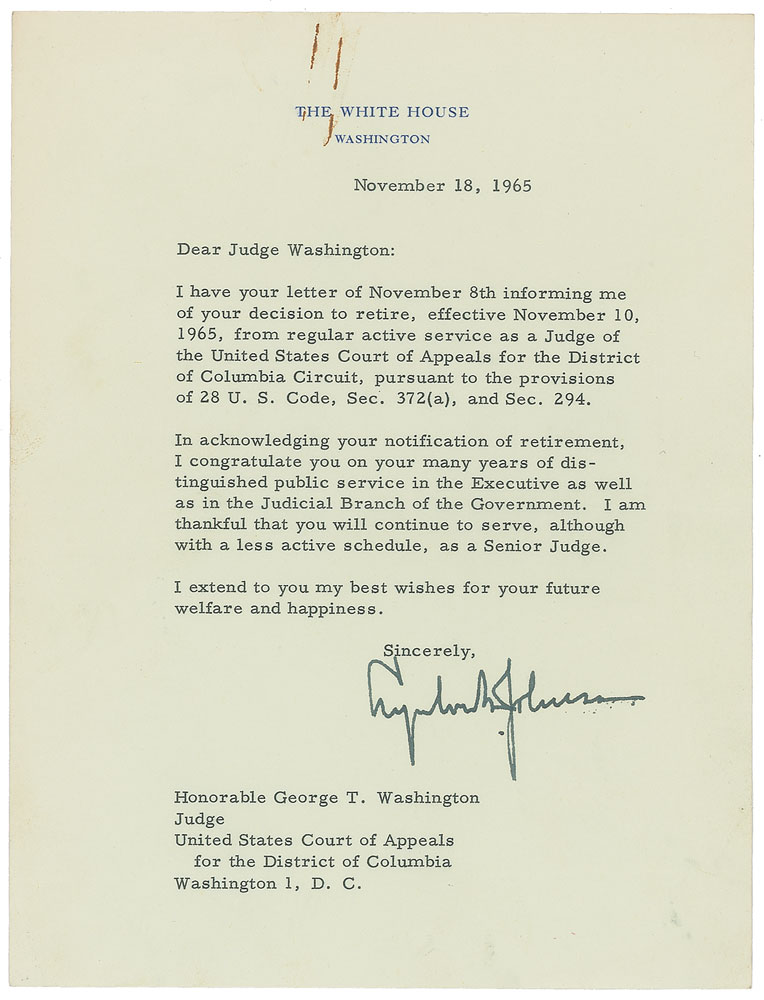 THE WHITE HOUSE
WASHINGTON
November 18, 1965
Dear Judge Washington:
I have your letter of November 8th informing me
of your decision to retire, effective November 10,
1965, from regular active service as a Judge of
the United States Court of Appeals for the District
of Columbia Circuit, pursuant to the provisions
of 28 U. S. Code, Sec. 372(a), and Sec. 294.
In acknowledging your notification of retirement,
I congratulate you on your many years of dis-
tinguished public service in the Executive as well
as in the Judicial Branch of the Government. I am
thankful that you will continue to serve, although
with a less active schedule, as a Senior Judge.
I extend to you my best wishes for your future
welfare and happiness.
Sincerely,
Lyndon B. Johnson
Honorable George T. Washington
Judge
United States Court of Appeals
for the District of Columbia
Washington 1, D. C.